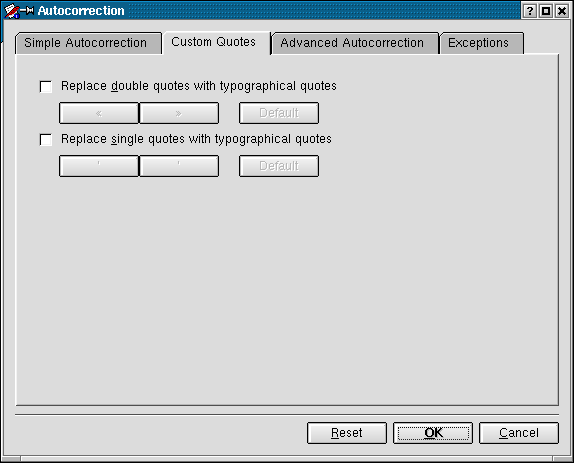 Autocorrection
Simple Autocorrection Custom Quotes Advanced Autocorrection Exceptions
Replace double quotes with typographical quotes
« » Default
Replace single quotes with typographical quotes
' ' Default
Reset OK Cancel